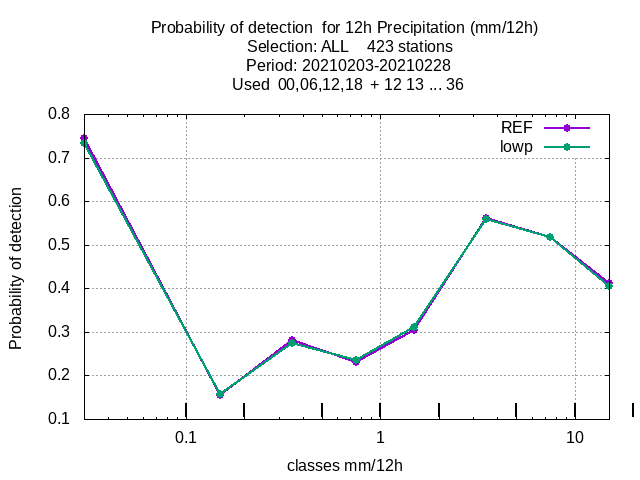 Probability of detection  for 12h Precipitation (mm/12h)
Selection: ALL    423 stations
Period: 20210203-20210228
Used  00,06,12,18  + 12 13 ... 36
REF
lowp
0.8
0.7
0.6
0.5
0.4
0.3
0.2
0.1
Probability of detection
0.1
1
10
classes mm/12h